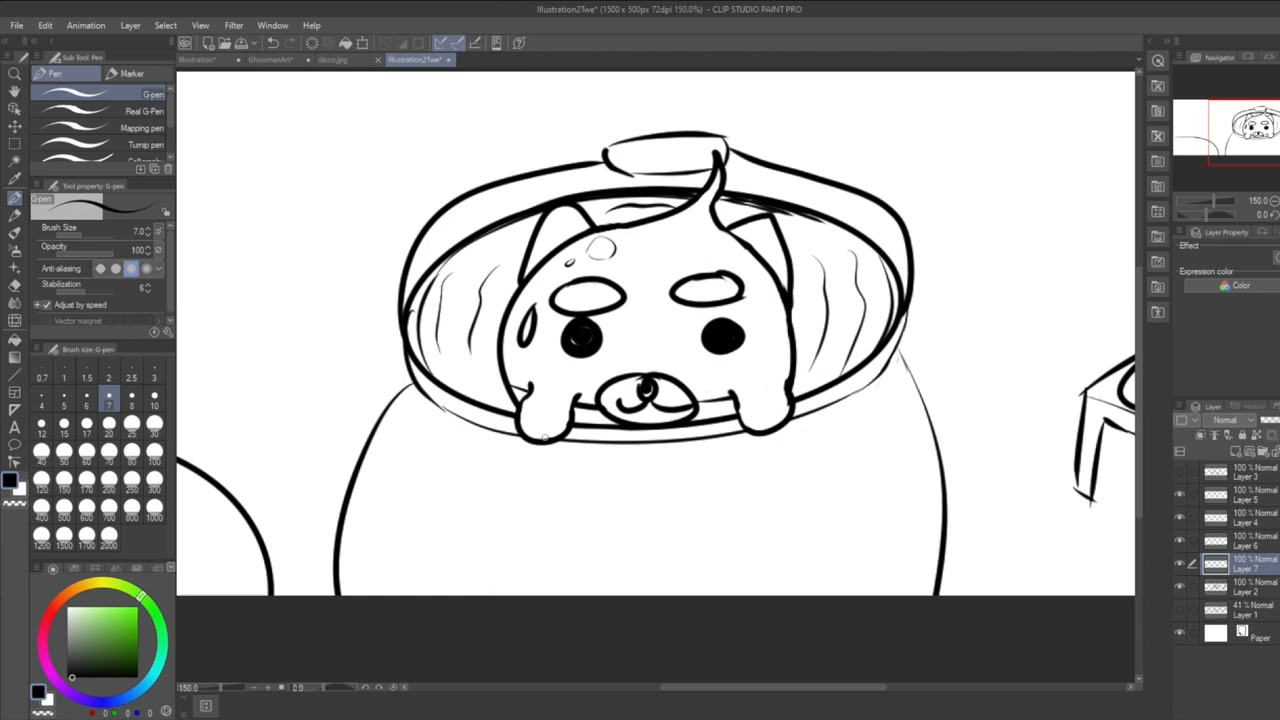 Illustration2Twe* (1500 x 500px 72dpi 150.0%) - CLIP STUDIO PAINT PRO
File Edit Animation Layer Select View Filter Window Help
Sub Tool: Pen
Illustration* GhoomanArt* disco.jpg Illustration2Twe*
Navigator
Pen Marker
G-pen
Real G-Pen
Mapping pen
Turnip pen
Tool property: G-pen
G-pen
150.0
0.0
Brush Size 7.0
Layer Property
Opacity 100
Effect
Anti-aliasing
Expression color
Stabilization 6
Color
Adjust by speed
Vector magnet
Brush size: G-pen
0.7 1 1.5 2 2.5 3
4 5 6 7 8 10
12 15 17 20 25 30
40 50 60 70 80 100
120 150 170 200 250 300
400 500 600 700 800 1000
1200 1500 1700 2000
Layer
Normal
100 % Normal
Layer 3
100 % Normal
Layer 5
100 % Normal
Layer 4
100 % Normal
Layer 6
100 % Normal
Layer 7
100 % Normal
Layer 2
41 % Normal
Layer 1
Paper
150.0 0.0
0 0 0